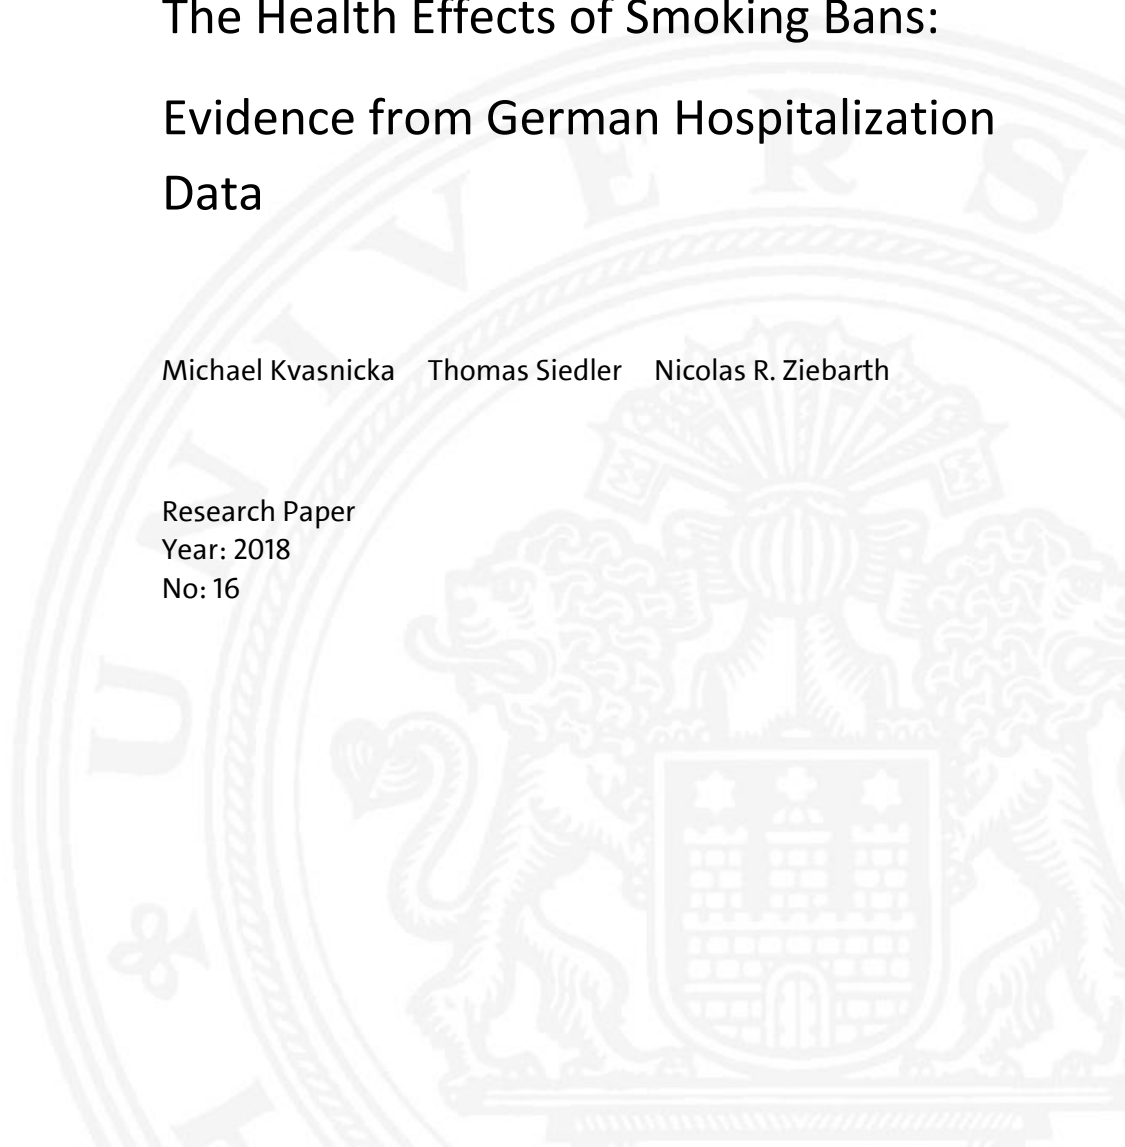 The Health Effects of Smoking Bans:
Evidence from German Hospitalization
Data
Michael Kvasnicka Thomas Siedler Nicolas R. Ziebarth
Research Paper
Year: 2018
No: 16
UNIVERS